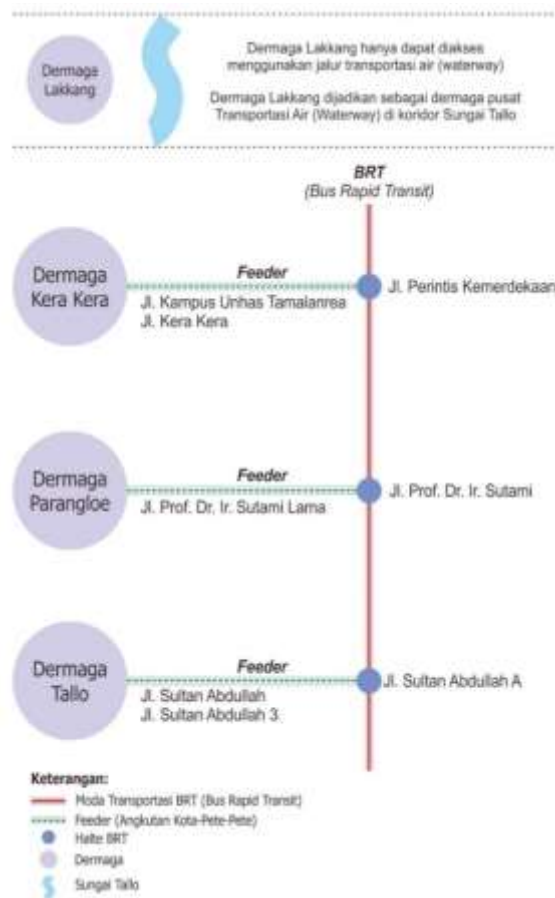 Dermaga
Lakkang
Dermaga Lakkang hanya dapat diakses
menggunakan jalur transportasi air (waterway)
Dermaga Lakkang dijadikan sebagai dermaga pusat
Transportasi Air (Waterway) di koridor Sungai Tallo
BRT
(Bus Rapid Transit)
Dermaga
Kera Kera
Feeder
Jl. Kampus Unhas Tamalanrea
Jl. Kera Kera
Jl. Perintis Kemerdekaan
Dermaga
Parangloe
Feeder
Jl. Prof. Dr. Ir. Sutami Lama
Jl. Prof. Dr. Ir. Sutami
Dermaga
Tallo
Feeder
Jl. Sultan Abdullah
Jl. Sultan Abdullah 3
Jl. Sultan Abdullah A
Keterangan:
Moda Transportasi BRT (Bus Rapid Transit)
Feeder (Angkutan Kota-Pete-Pete)
Halte BRT
Dermaga
Sungai Tallo